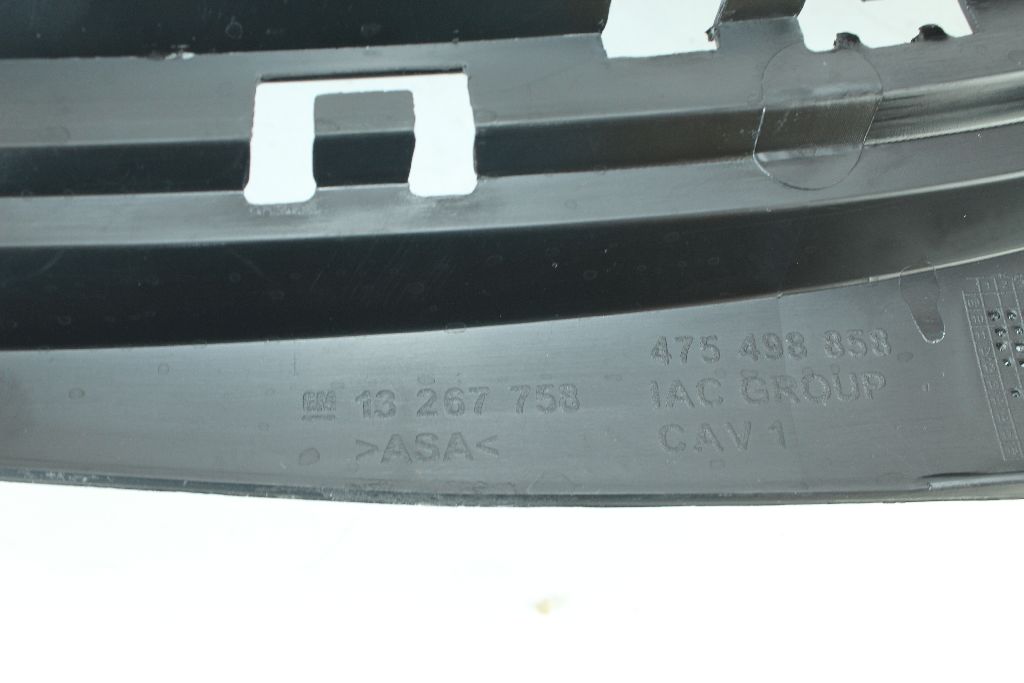 475 498 858
GM 13 267 758
IAC GROUP
>ASA<
CAV 1